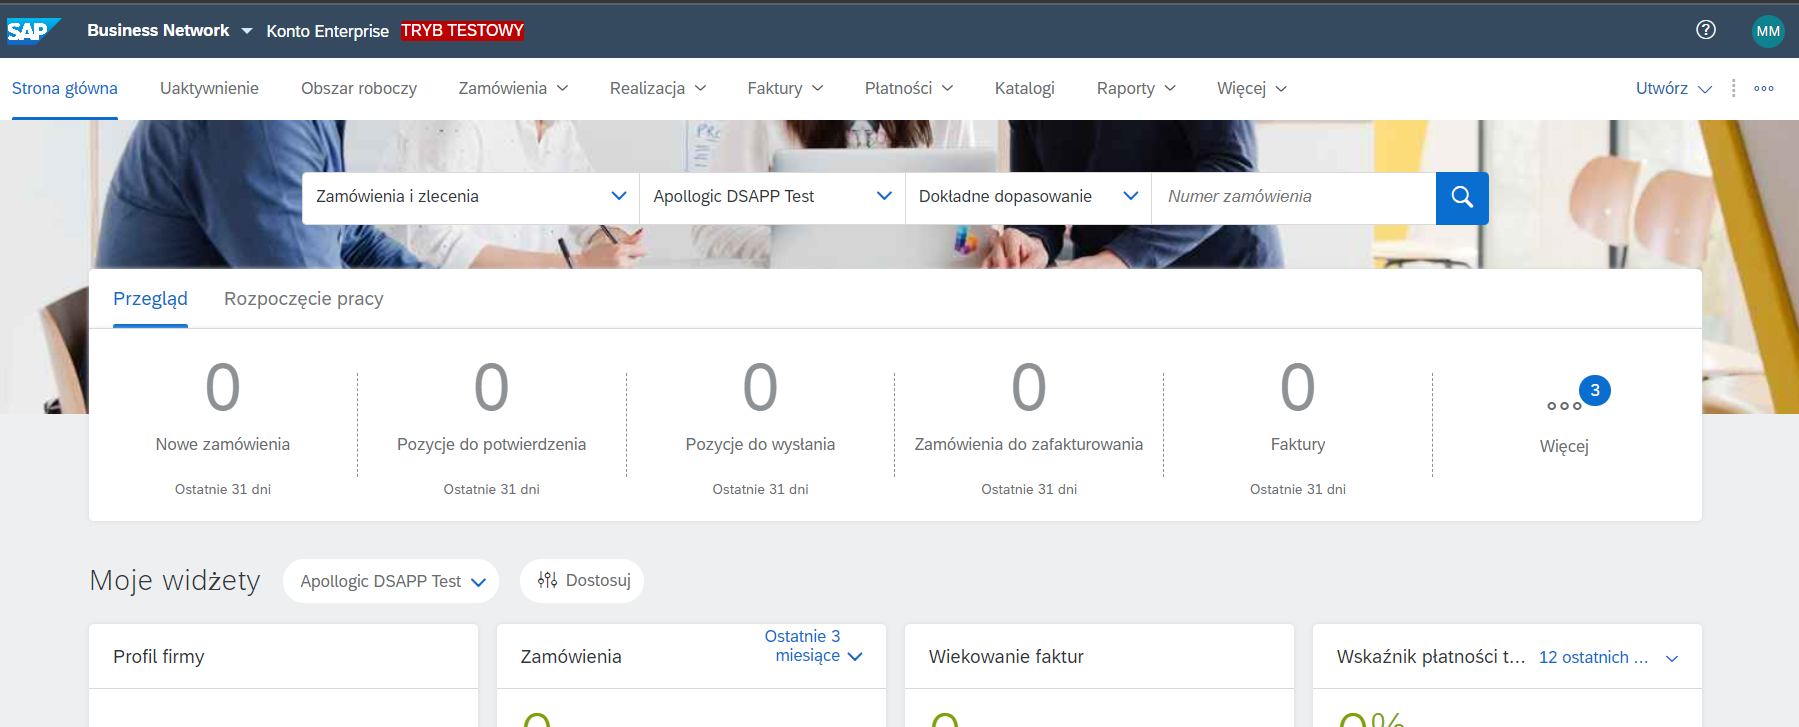 SAP Business Network Konto Enterprise TRYB TESTOWY MM
Strona główna Uaktywnienie Obszar roboczy Zamówienia Realizacja Faktury Płatności Katalogi Raporty Więcej Utwórz
Zamówienia i zlecenia Apollogic DSAPP Test Dokładne dopasowanie Numer zamówienia
Przegląd Rozpoczęcie pracy
0 0 0 0 0 3
Nowe zamówienia Pozycje do potwierdzenia Pozycje do wysłania Zamówienia do zafakturowania Faktury Więcej
Ostatnie 31 dni Ostatnie 31 dni Ostatnie 31 dni Ostatnie 31 dni Ostatnie 31 dni
Moje widżety Apollogic DSAPP Test Dostosuj
Profil firmy Zamówienia Ostatnie 3 miesiące Wiekowanie faktur Wskaźnik płatności t... 12 ostatnich ...